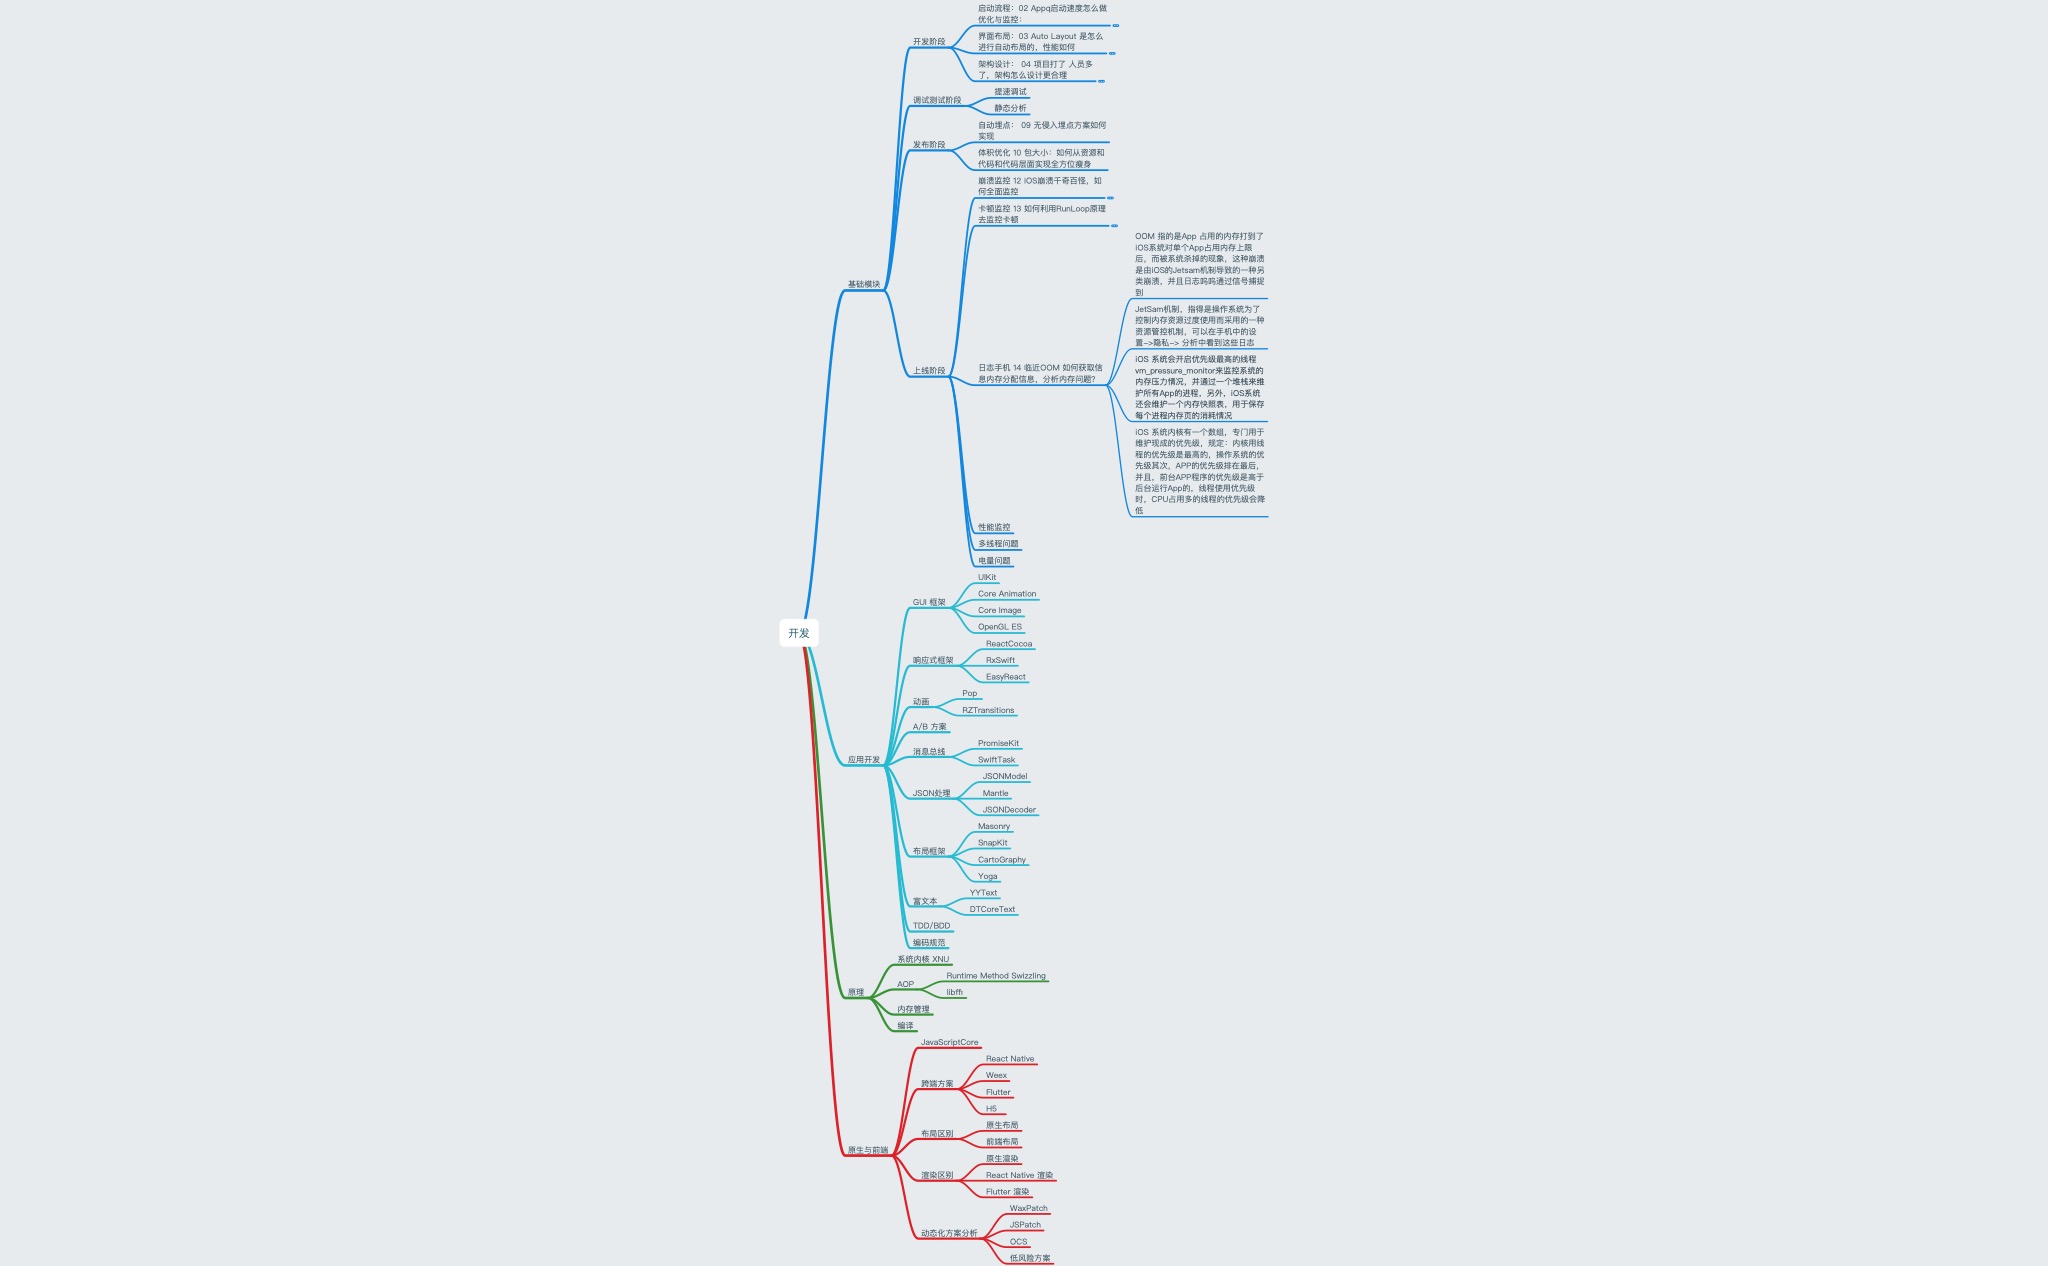 启动流程：02 Appq启动速度怎么做
优化与监控：
界面布局：03 Auto Layout 是怎么
进行自动布局的，性能如何
开发阶段
架构设计： 04 项目打了 人员多
了，架构怎么设计更合理
提速调试
调试测试阶段
静态分析
自动埋点： 09 无侵入埋点方案如何
实现
发布阶段
体积优化 10 包大小：如何从资源和
代码和代码层面实现全方位瘦身
崩溃监控 12 iOS崩溃千奇百怪，如
何全面监控
卡顿监控 13 如何利用RunLoop原理
去监控卡顿
OOM 指的是App 占用的内存打到了
iOS系统对单个App占用内存上限
后，而被系统杀掉的现象，这种崩溃
是由iOS的Jetsam机制导致的一种另
类崩溃，并且日志呜呜通过信号捕捉
到
基础模块
JetSam机制，指得是操作系统为了
控制内存资源过度使用而采用的一种
资源管控机制，可以在手机中的设
置->隐私-> 分析中看到这些日志
上线阶段
日志手机 14 临近OOM 如何获取信
息内存分配信息，分析内存问题？
iOS 系统会开启优先级最高的线程
vm_pressure_monitor来监控系统的
内存压力情况，并通过一个堆栈来维
护所有App的进程，另外，iOS系统
还会维护一个内存快照表，用于保存
每个进程内存页的消耗情况
iOS 系统内核有一个数组，专门用于
维护现成的优先级，规定：内核用线
程的优先级是最高的，操作系统的优
先级其次，APP的优先级排在最后，
并且，前台APP程序的优先级是高于
后台运行App的，线程使用优先级
时，CPU占用多的线程的优先级会降
低
性能监控
多线程问题
电量问题
UIKit
GUI 框架
Core Animation
Core Image
OpenGL ES
开发
ReactCocoa
响应式框架
RxSwift
EasyReact
Pop
动画
RZTransitions
A/B 方案
PromiseKit
消息总线
SwiftTask
应用开发
JSONModel
JSON处理
Mantle
JSONDecoder
Masonry
SnapKit
布局框架
CartoGraphy
Yoga
YYText
富文本
DTCoreText
TDD/BDD
编码规范
系统内核 XNU
Runtime Method Swizzling
AOP
libffi
原理
内存管理
编译
JavaScriptCore
React Native
Weex
跨端方案
Flutter
H5
原生布局
布局区别
前端布局
原生与前端
原生渲染
渲染区别
React Native 渲染
Flutter 渲染
WaxPatch
JSPatch
动态化方案分析
OCS
低风险方案